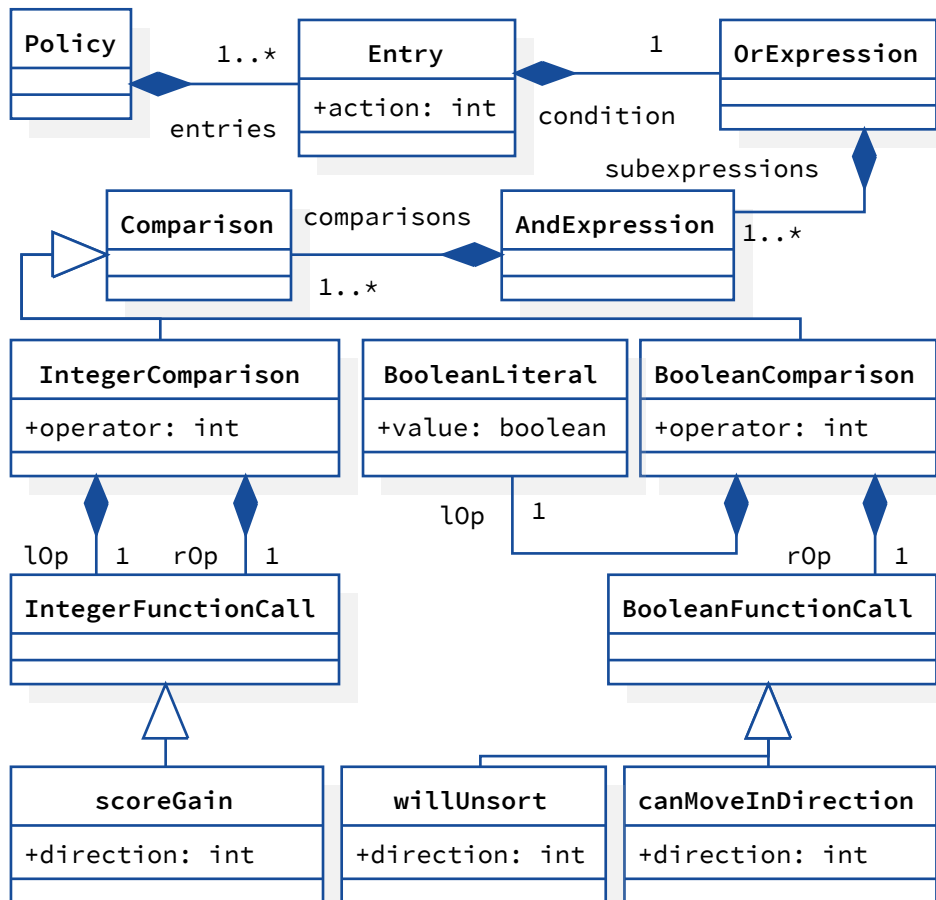 Policy
1..*
entries
Entry
+action: int
1
condition
OrExpression
subexpressions
1..*
Comparison
comparisons
1..*
AndExpression
IntegerComparison
+operator: int
BooleanLiteral
+value: boolean
BooleanComparison
+operator: int
lOp
1
rOp
1
lOp
1
rOp
1
IntegerFunctionCall
BooleanFunctionCall
scoreGain
+direction: int
willUnsort
+direction: int
canMoveInDirection
+direction: int